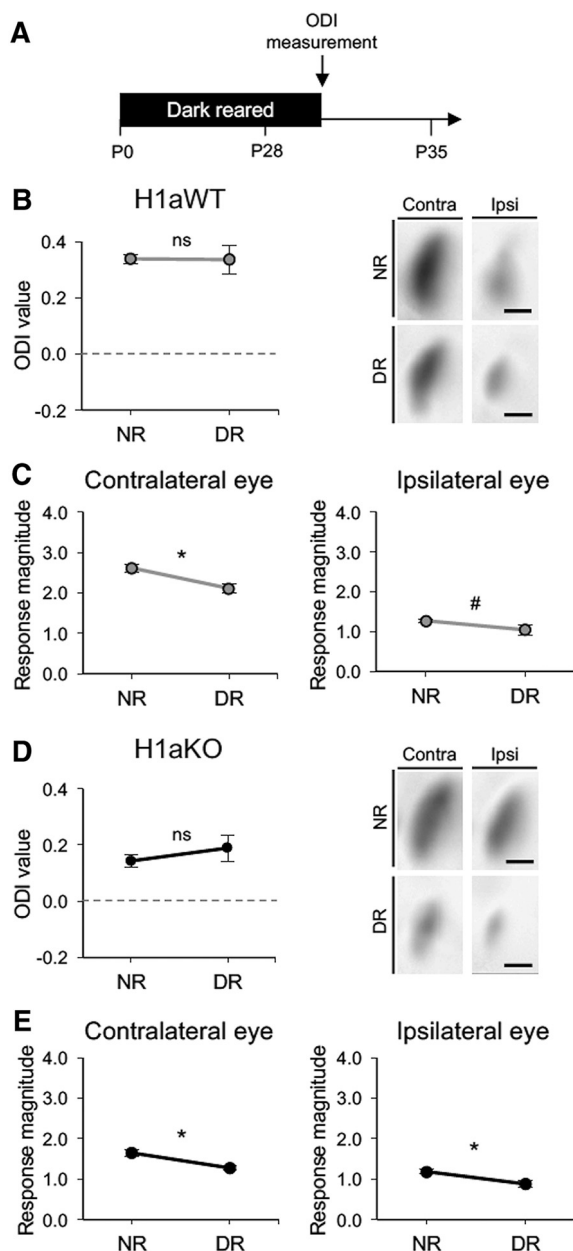 A
ODI
measurement
Dark reared
P0 P28 P35
B
H1aWT
ODI value
0.4
0.2
0.0
-0.2
ns
NR DR
Contra Ipsi
NR
DR
C
Contralateral eye
Response magnitude
4.0
3.0
2.0
1.0
0.0
*
NR DR
Ipsilateral eye
Response magnitude
4.0
3.0
2.0
1.0
0.0
#
NR DR
D
H1aKO
ODI value
0.4
0.2
0.0
-0.2
ns
NR DR
Contra Ipsi
NR
DR
E
Contralateral eye
Response magnitude
4.0
3.0
2.0
1.0
0.0
*
NR DR
Ipsilateral eye
Response magnitude
4.0
3.0
2.0
1.0
0.0
*
NR DR